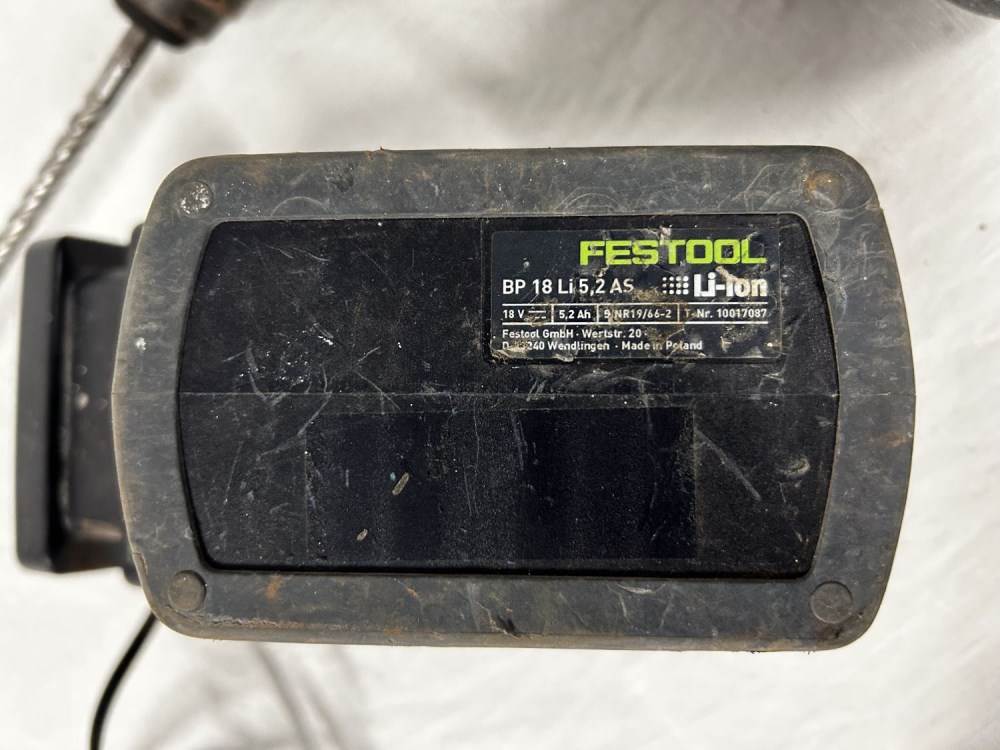 FESTOOL
BP 18 Li 5,2 AS Li-Ion
18 V 5,2 Ah NR19/66-2 T-Nr. 10017087
Festool GmbH · Wertstr. 20
Wendlingen · Made in Poland